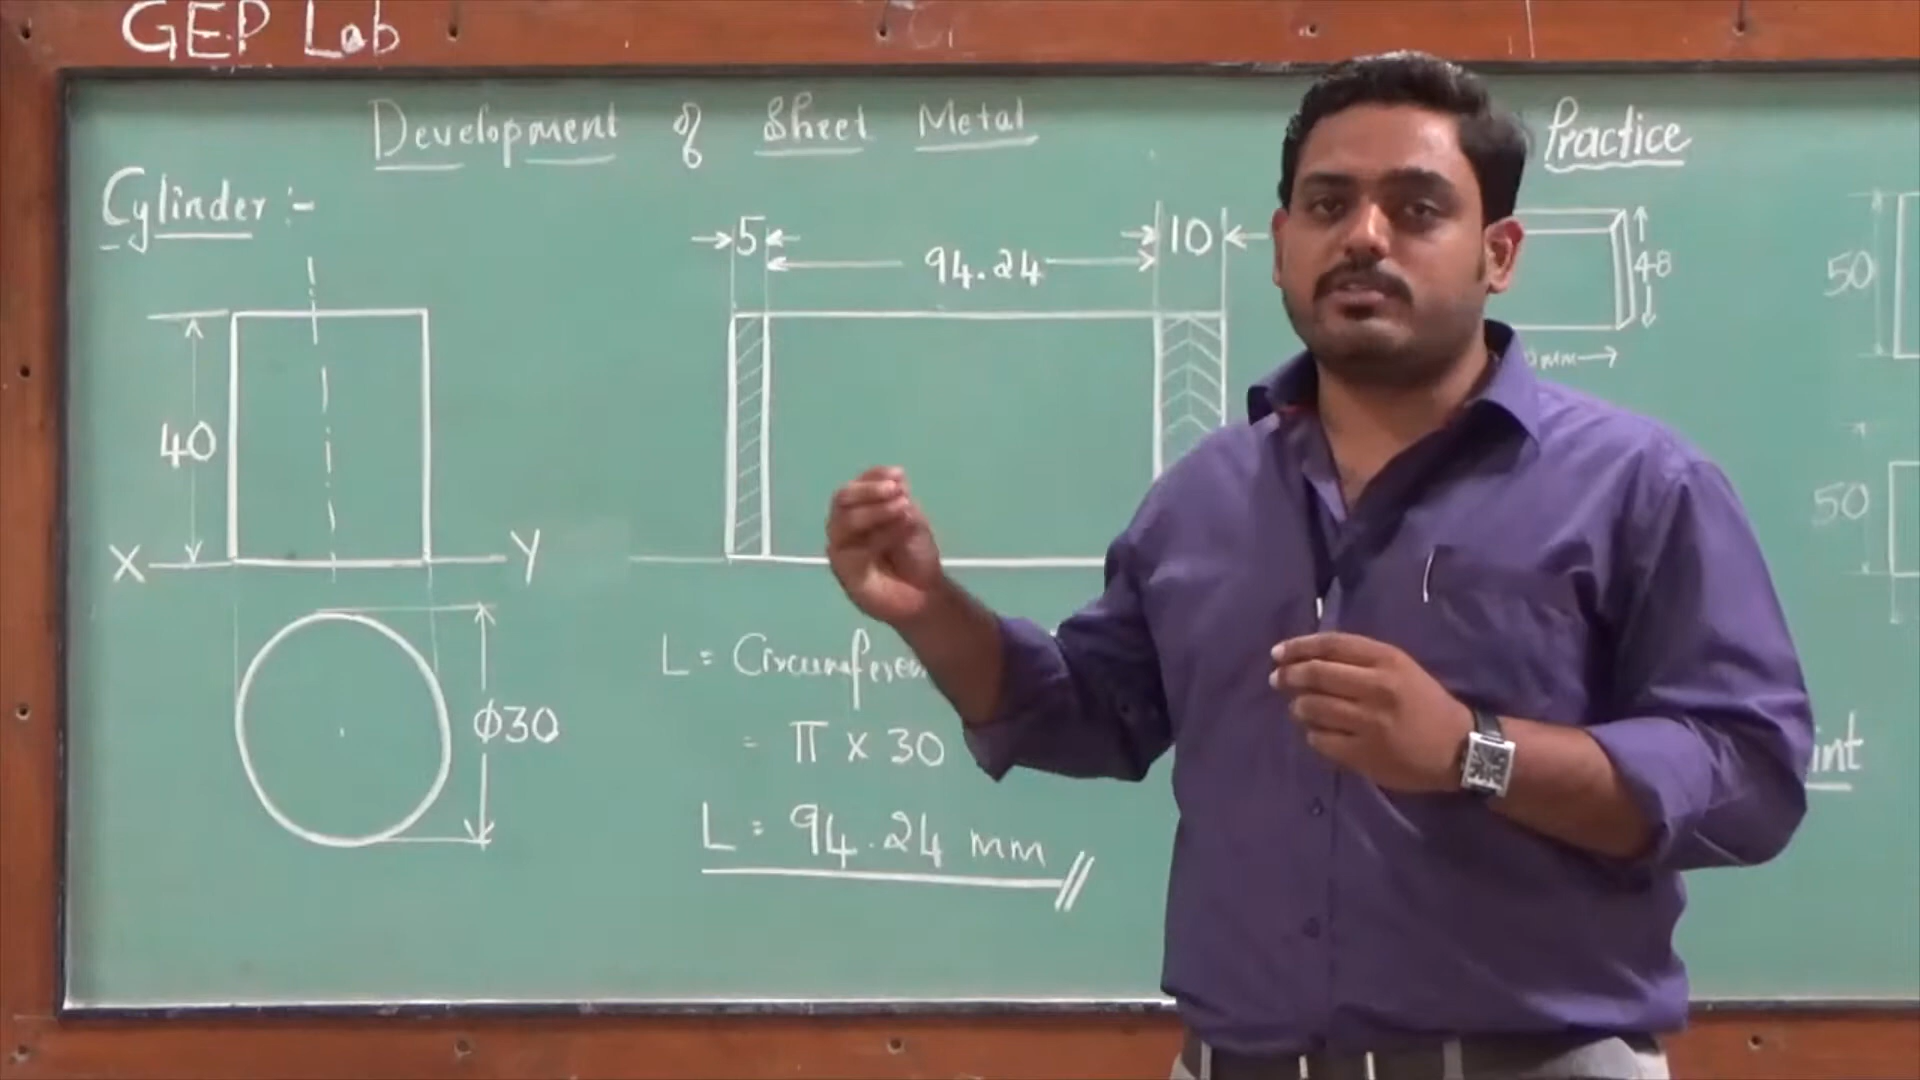 GEP Lab
Development of Sheet Metal
Practice
Cylinder :-
5
94.24
10
48
50
40
mm
50
X
Y
L = 
ϕ30
= π x 30
L = 94.24 mm